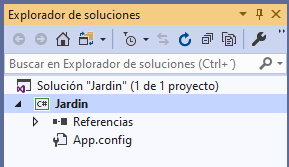 Explorador de soluciones
Buscar en Explorador de soluciones (Ctrl+´)
Solución "Jardin" (1 de 1 proyecto)
C# Jardin
Referencias
App.config